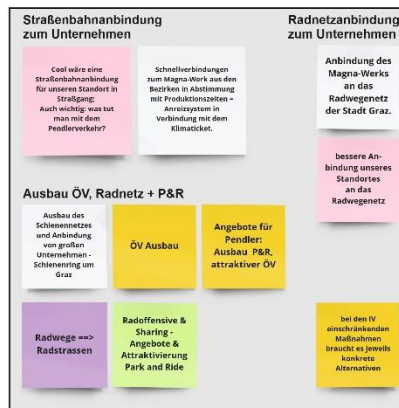 Straßenbahnanbindung
zum Unternehmen
Cool wäre eine
Straßenbahnanbindung
für unseren Standort in
Straßgang;
Auch wichtig: was tut
man mit dem
Pendlerverkehr?
Schnellverbindungen
zum Magna-Werk aus den
Bezirken in Abstimmung
mit Produktionszeiten =
Anreizsystem in
Verbindung mit dem
Klimaticket.
Radnetzanbindung
zum Unternehmen
Anbindung des
Magna-Werks
an das
Radwegenetz
der Stadt Graz.
bessere An-
bindung unseres
Standortes
an das
Radwegenetz
Ausbau ÖV, Radnetz + P&R
Ausbau des
Schienennetzes
und Anbindung
von großen
Unternehmen -
Schienenring um
Graz
ÖV Ausbau
Angebote für
Pendler:
Ausbau P&R,
attraktiver ÖV
Radwege ==>
Radstrassen
Radoffensive &
Sharing -
Angebote &
Attraktivierung
Park and Ride
bei den IV
einschränkenden
Maßnahmen
braucht es jeweils
konkrete
Alternativen